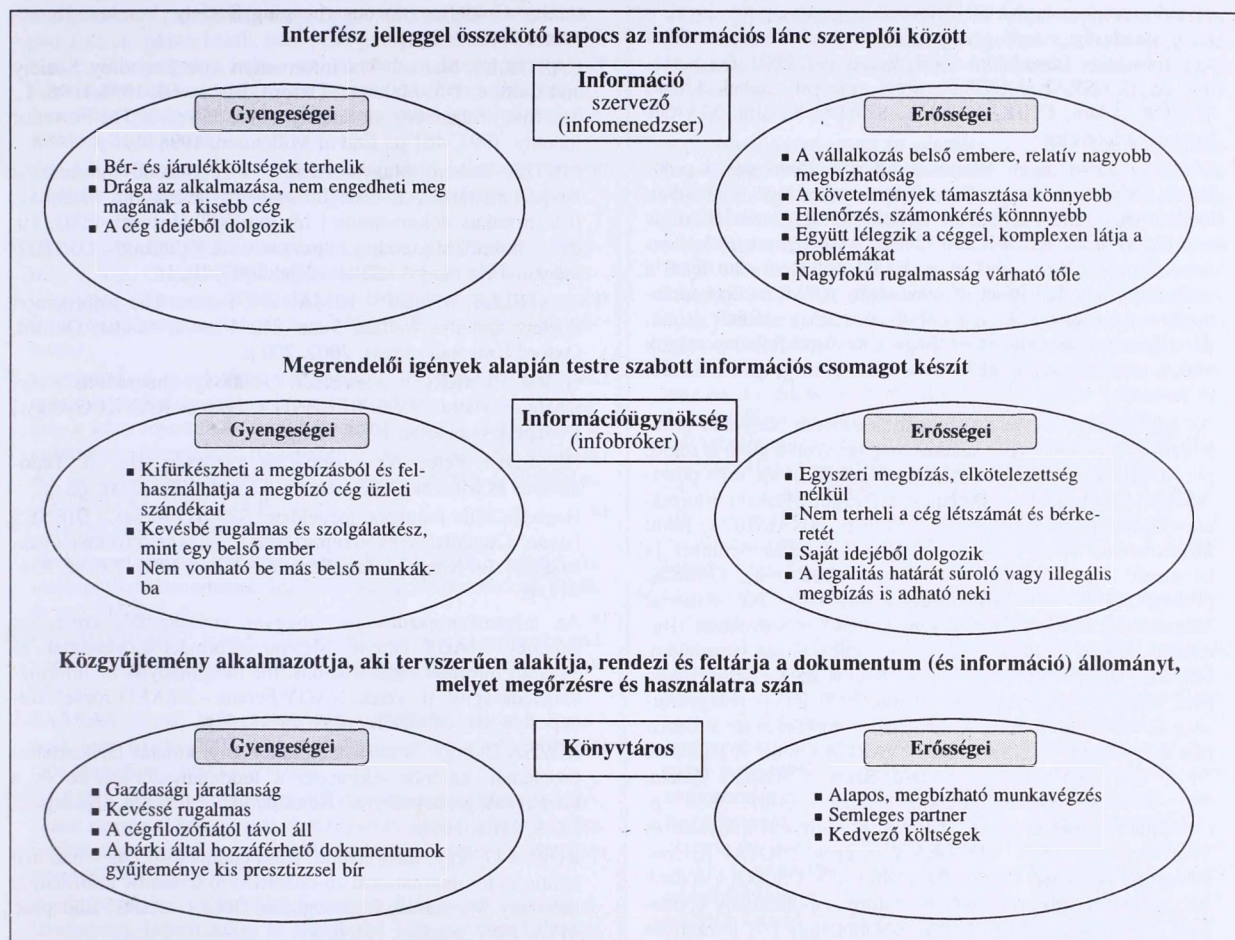 Interfész jelleggel összekötő kapocs az információs lánc szereplői között
Információ
szervező
(infomenedzser)
Gyengeségei
■ Bér- és járulékköltségek terhelik
■ Drága az alkalmazása, nem engedheti meg
magának a kisebb cég
■ A cég idejéből dolgozik
Erősségei
■ A vállalkozás belső embere, relatív nagyobb
megbízhatóság
■ A követelmények támasztása könnyebb
■ Ellenőrzés, számonkérés könnnyebb
■ Együtt lélegzik a céggel, komplexen látja a
problémákat
■ Nagyfokú rugalmasság várható tőle
Megrendelői igények alapján testre szabott információs csomagot készít
Információügynökség
(infobróker)
Gyengeségei
■ Kifürkészheti a megbízásból és fel-
használhatja a megbízó cég üzleti
szándékait
■ Kevésbé rugalmas és szolgálatkész,
mint egy belső ember
■ Nem vonható be más belső munkák-
ba
Erősségei
■ Egyszeri megbízás, elkötelezettség
nélkül
■ Nem terheli a cég létszámát és bérke-
retét
■ Saját idejéből dolgozik
■ A legalitás határát súroló vagy illegális
megbízás is adható neki
Közgyűjtemény alkalmazottja, aki tervszerűen alakítja, rendezi és feltárja a dokumentum (és információ) állományt,
melyet megőrzésre és használatra szán
Könyvtáros
Gyengeségei
■ Gazdasági járatlanság
■ Kevéssé rugalmas
■ A cégfilozófiától távol áll
■ A bárki által hozzáférhető dokumentumok
gyűjteménye kis presztizzsel bír
Erősségei
■ Alapos, megbízható munkavégzés
■ Semleges partner
■ Kedvező költségek